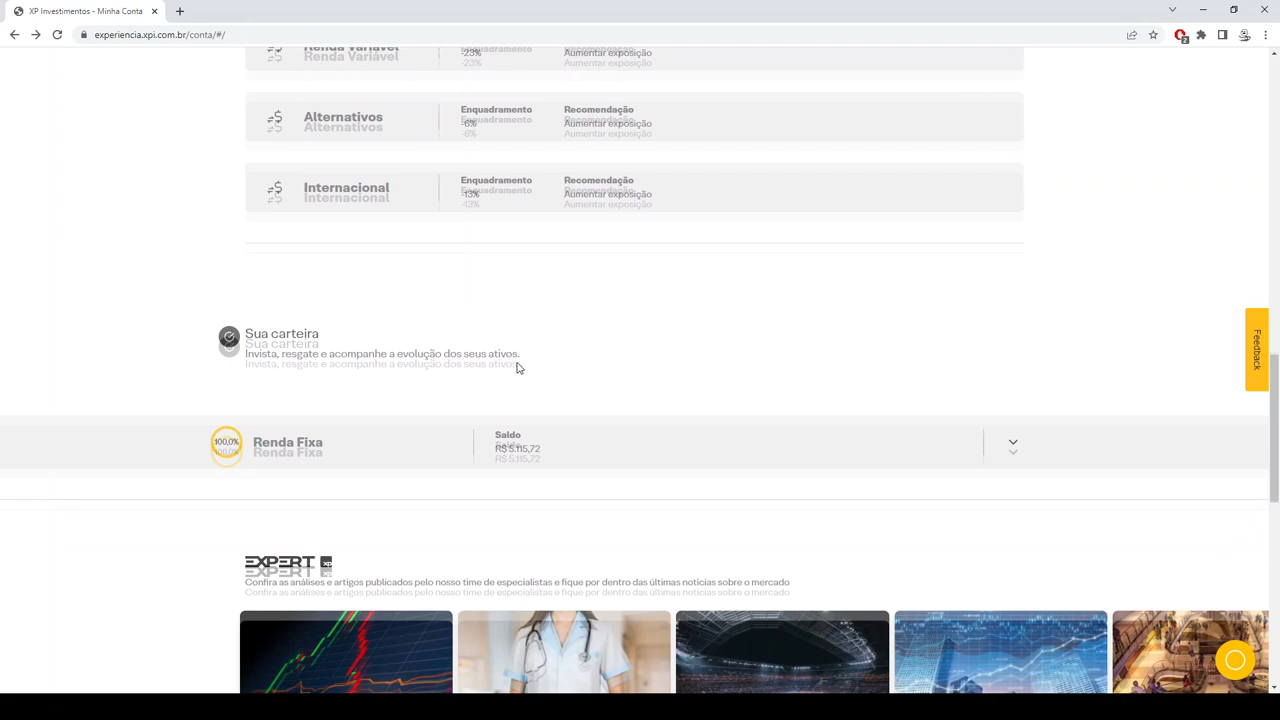 XP Investimentos - Minha Conta
experiencia.xpi.com.br/conta/#/
2
Renda Variável
-23%
Aumentar exposição
Alternativos
Enquadramento
-6%
Recomendação
Aumentar exposição
Internacional
Enquadramento
-13%
Recomendação
Aumentar exposição
Sua carteira
Invista, resgate e acompanhe a evolução dos seus ativos.
Feedback
100,0%
Renda Fixa
Saldo
R$ 5.115,72
EXPERT xp
Confira as análises e artigos publicados pelo nosso time de especialistas e fique por dentro das últimas notícias sobre o mercado